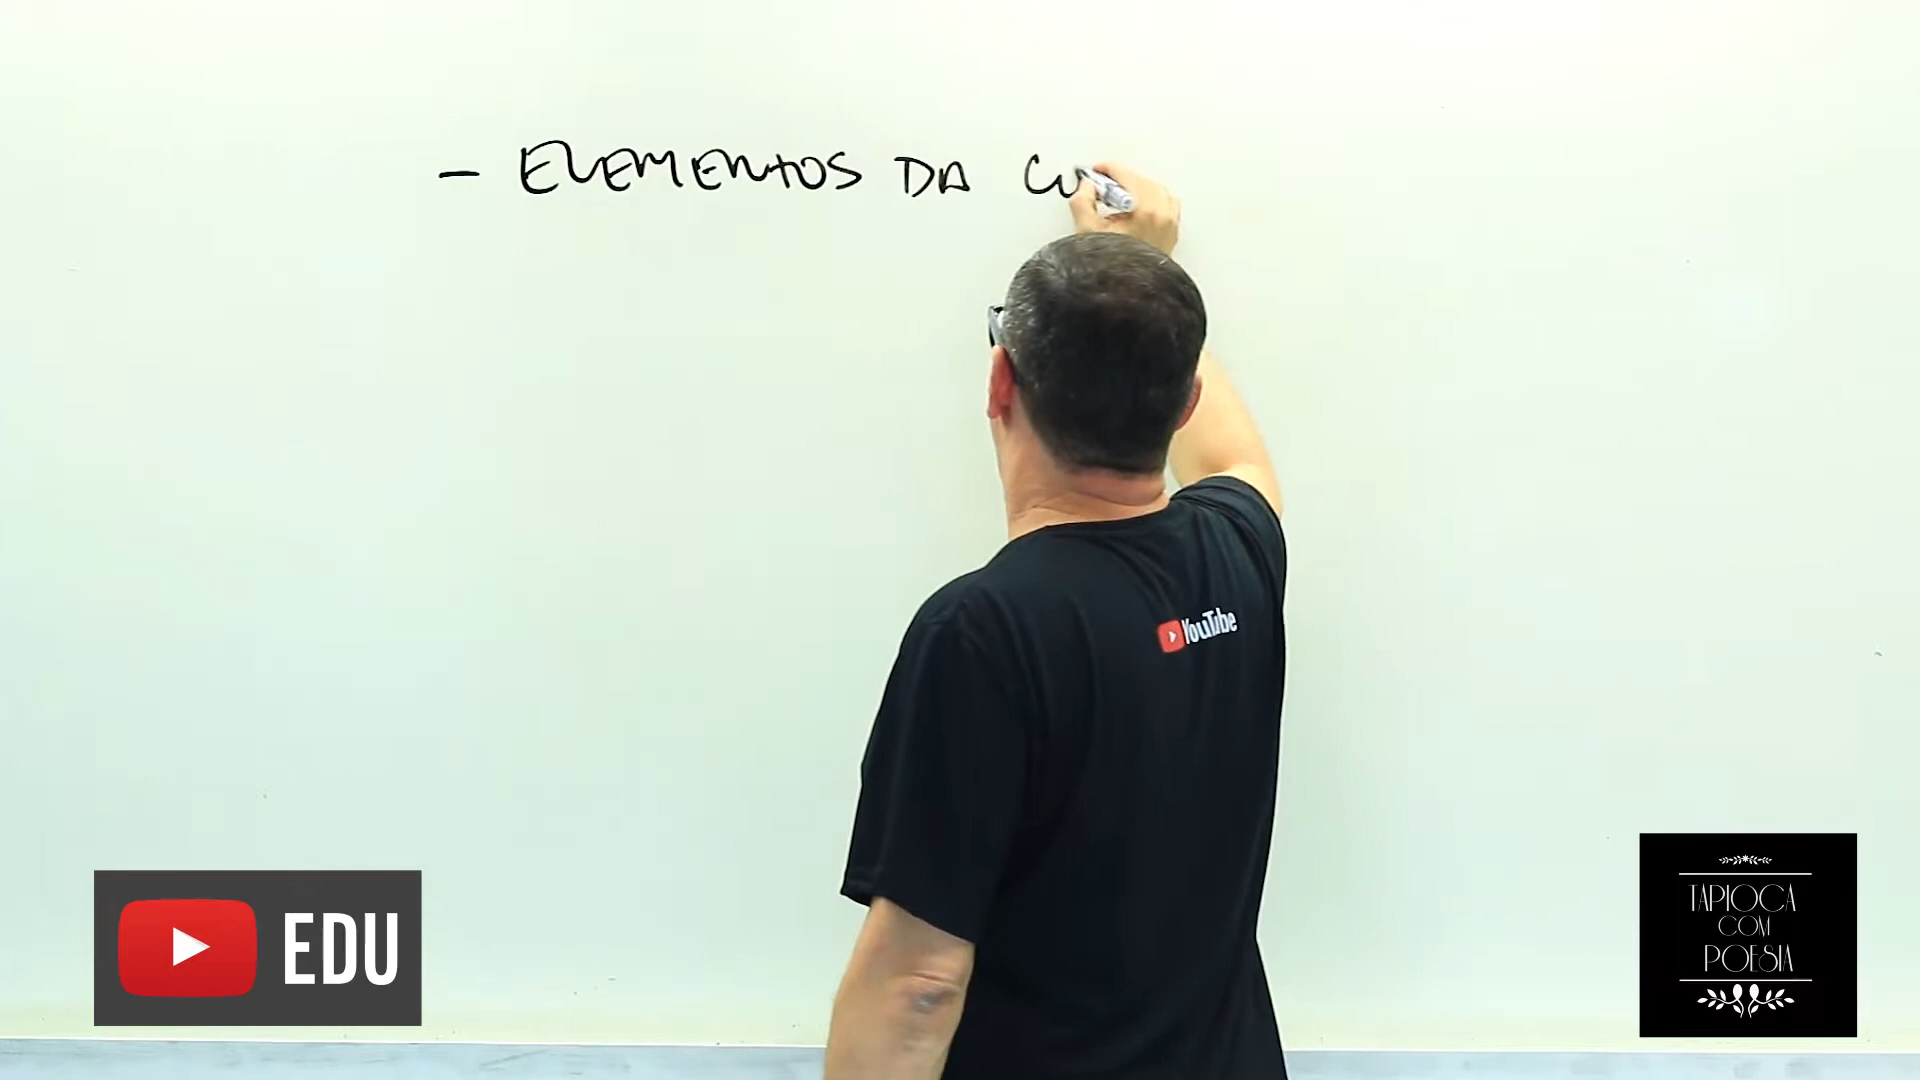 - ELEMENTOS DA CU
YouTube
EDU
TAPIOCA
COM
POESIA